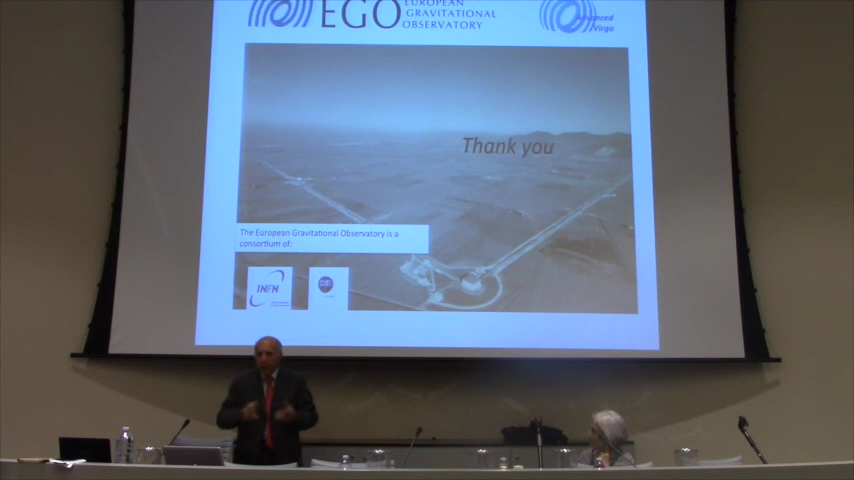 EGO
EUROPEAN
GRAVITATIONAL
OBSERVATORY
Advanced
Virgo
Thank you
The European Gravitational Observatory is a
consortium of:
INFN